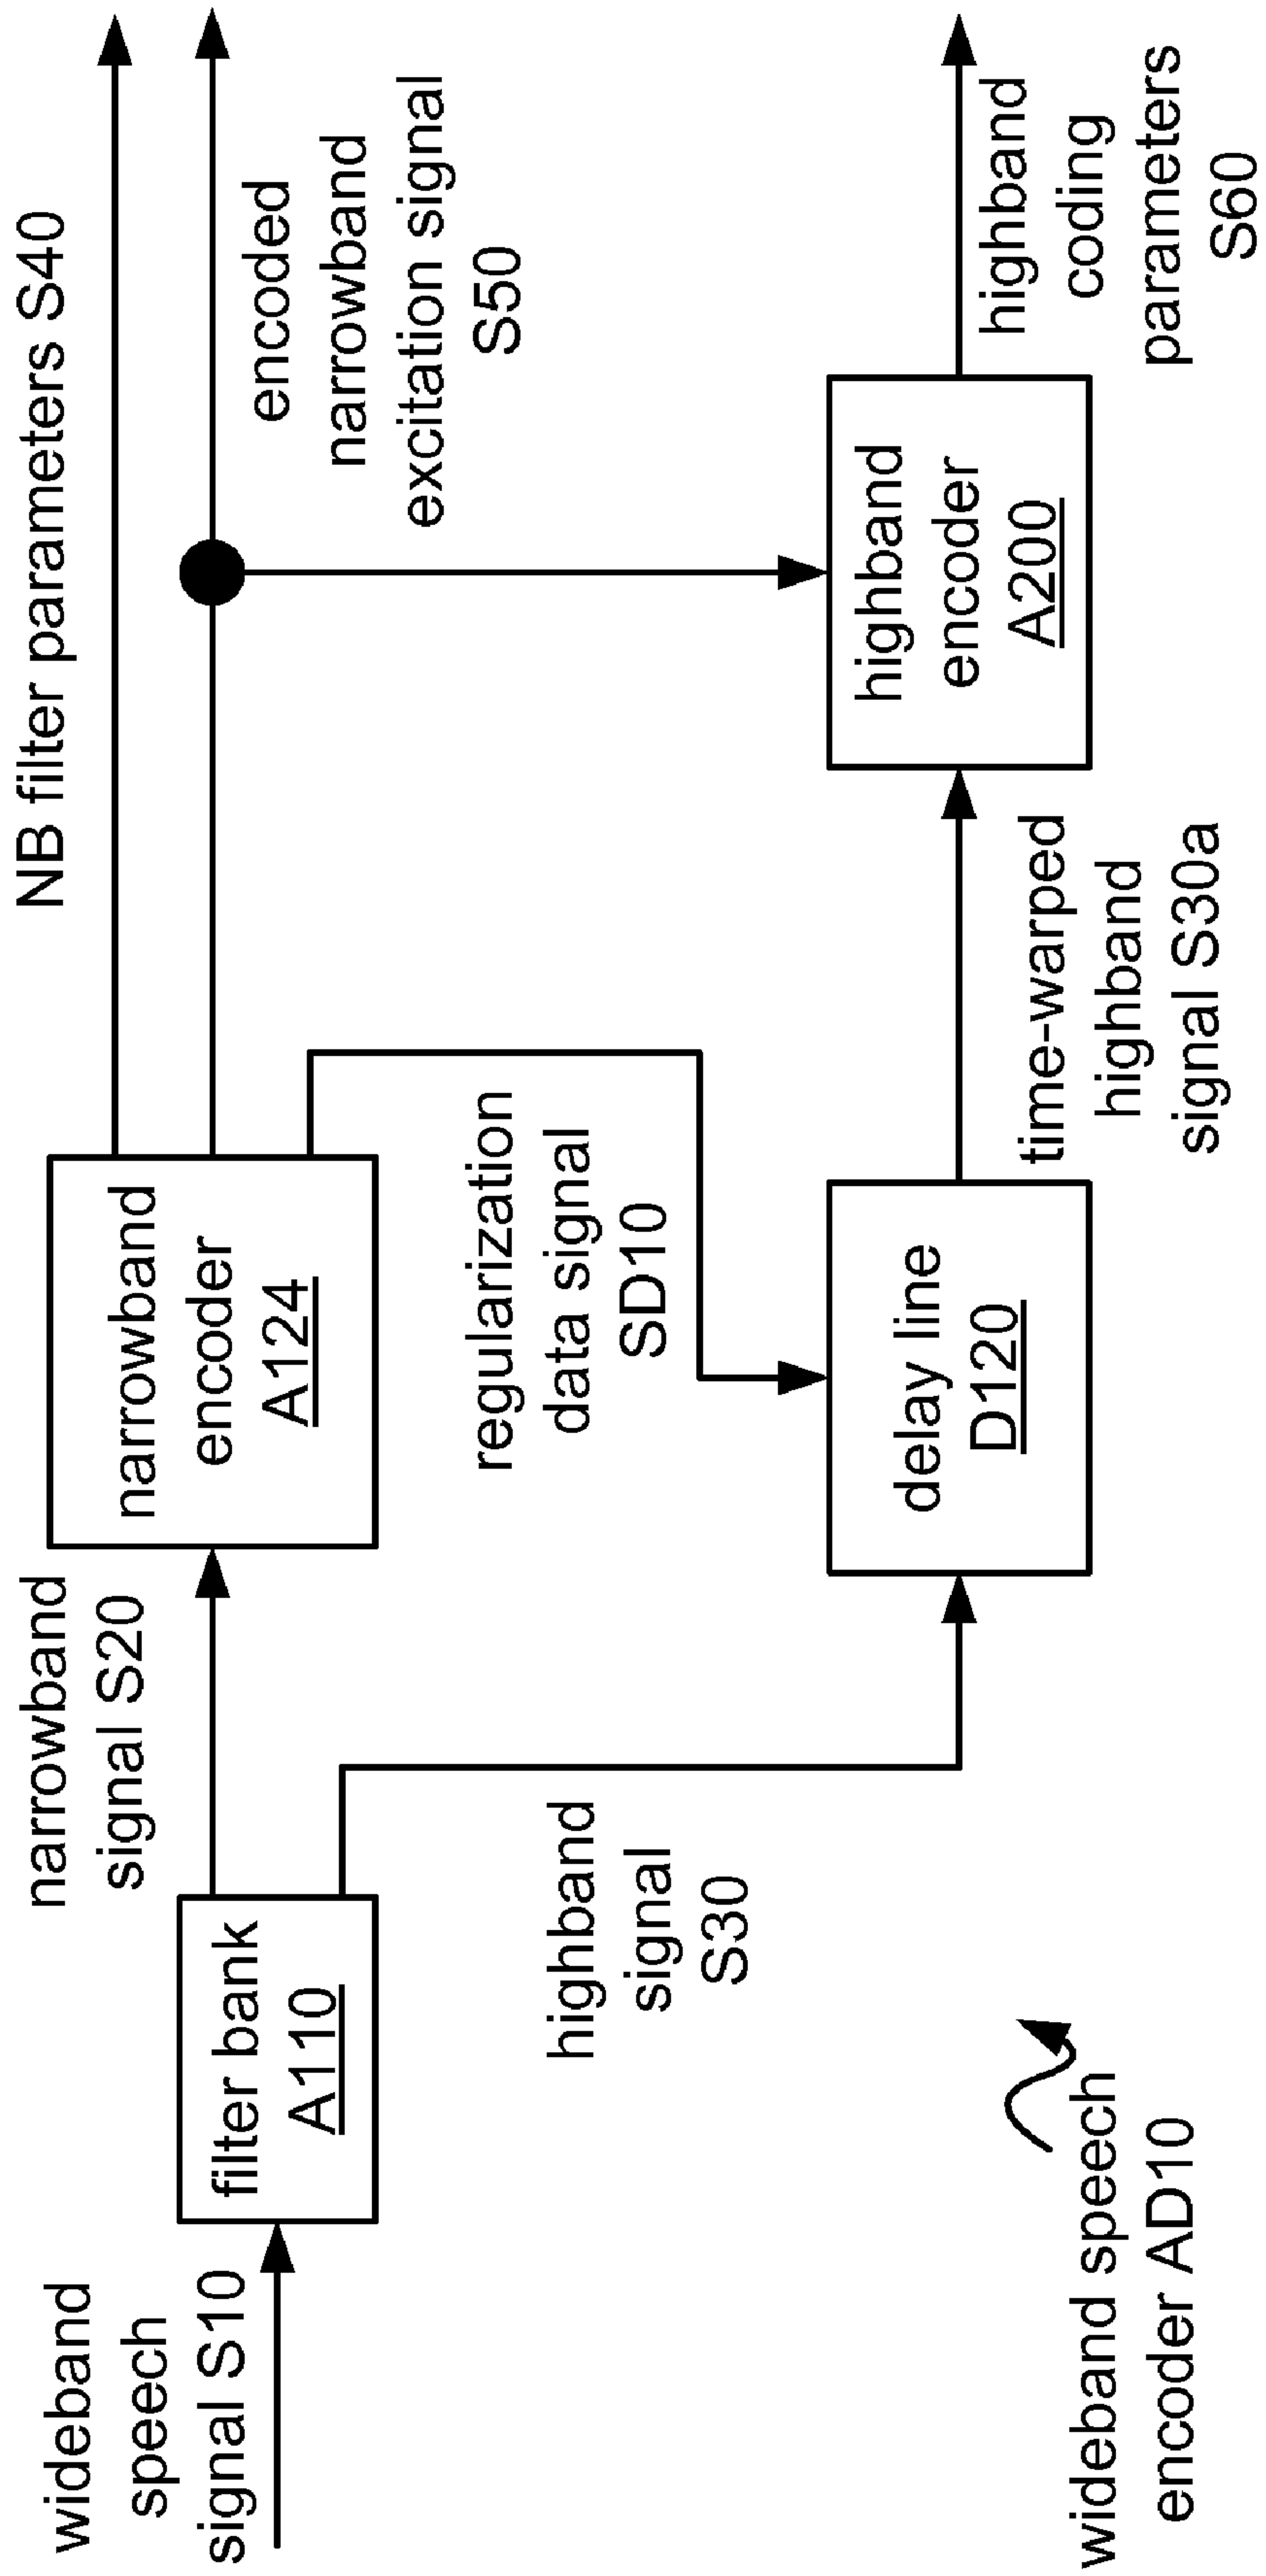 wideband
speech
signal S10
filter bank
A110
narrowband
signal S20
highband
signal
S30
narrowband
encoder
A124
regularization
data signal
SD10
delay line
D120
time-warped
highband
signal S30a
NB filter parameters S40
encoded
narrowband
excitation signal
S50
highband
encoder
A200
highband
coding
parameters
S60
wideband speech
encoder AD10